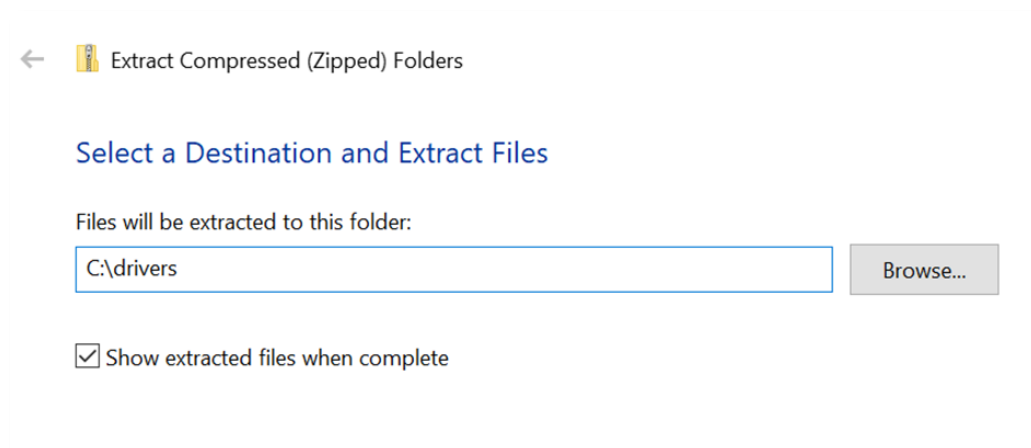 Extract Compressed (Zipped) Folders
Select a Destination and Extract Files
Files will be extracted to this folder:
C:\drivers
Browse...
Show extracted files when complete